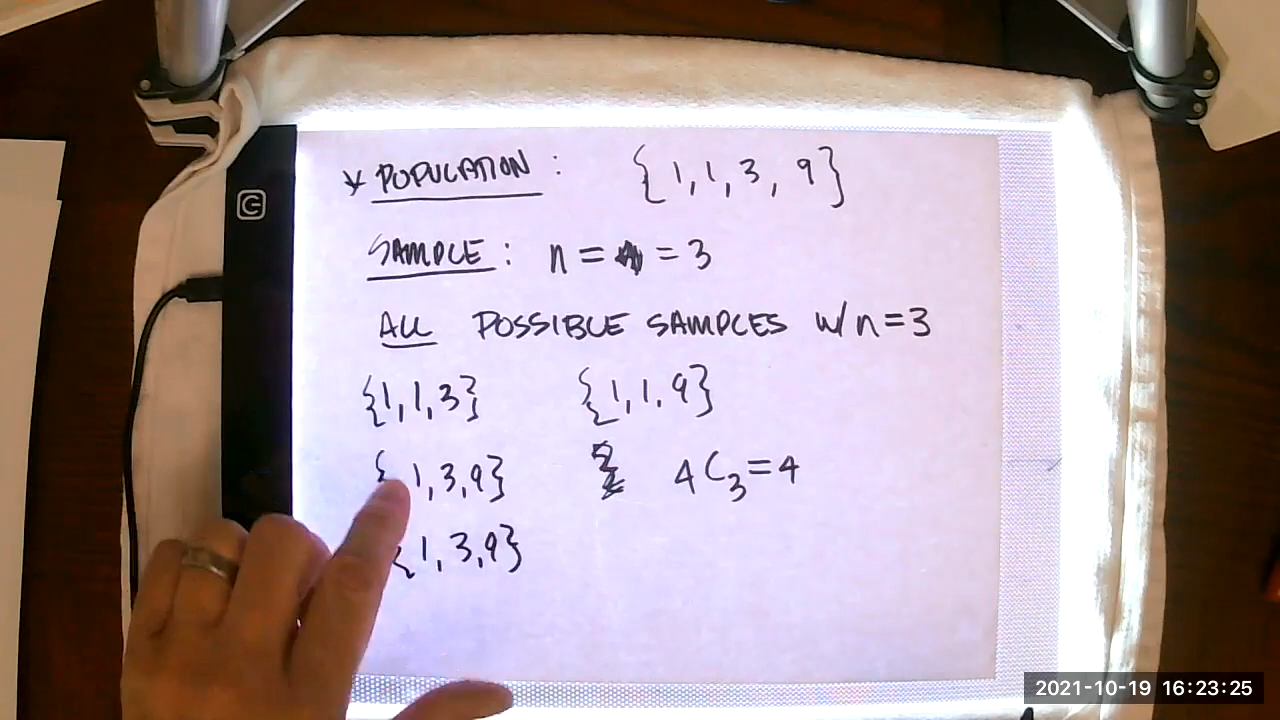 * POPULATION : {1,1,3, 9}
SAMPLE : n = = 3
ALL POSSIBLE SAMPLES w/ n=3
{1,1,3} {1,1,9}
{1,3,9} 4C3=4
{1,3,9}
2021-10-19 16:23:25